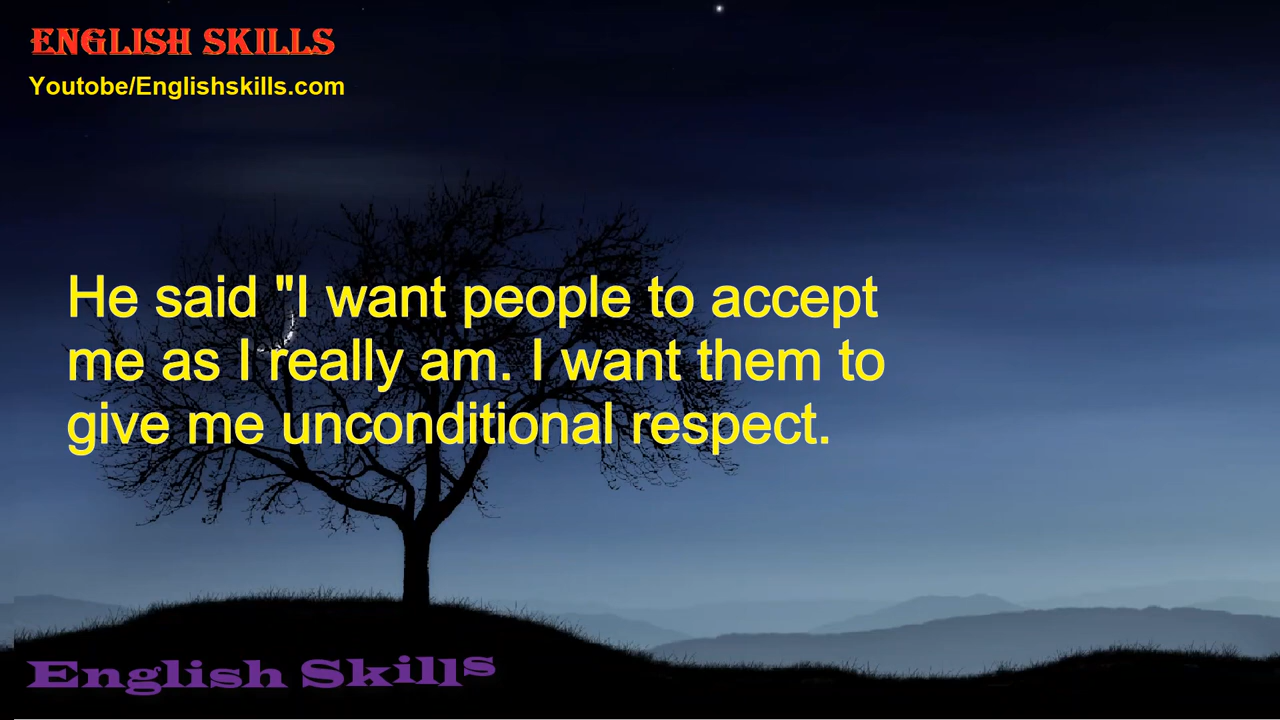 ENGLISH SKILLS
Youtobe/Englishskills.com
He said "I want people to accept
me as I really am. I want them to
give me unconditional respect.
English Skills